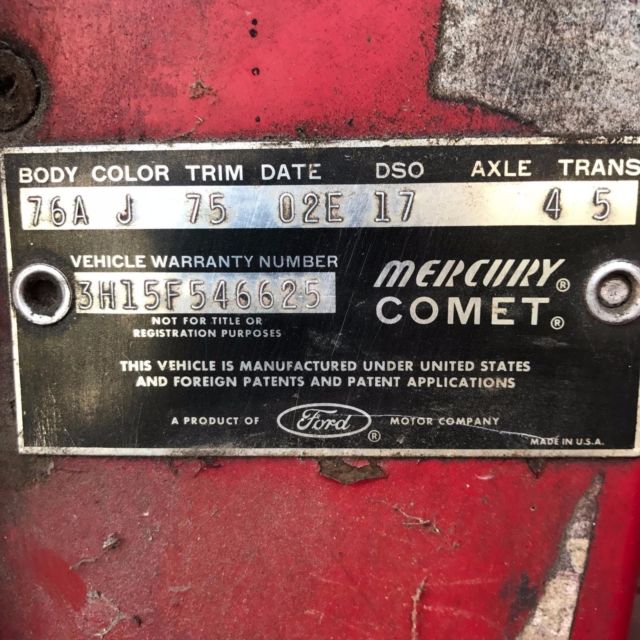 BODY COLOR TRIM DATE DSO AXLE TRANS
76A J 75 02E 17 4 5
VEHICLE WARRANTY NUMBER
3H15F546625
NOT FOR TITLE OR
REGISTRATION PURPOSES
MERCURY®
COMET®
THIS VEHICLE IS MANUFACTURED UNDER UNITED STATES
AND FOREIGN PATENTS AND PATENT APPLICATIONS
A PRODUCT OF Ford® MOTOR COMPANY
MADE IN U.S.A.